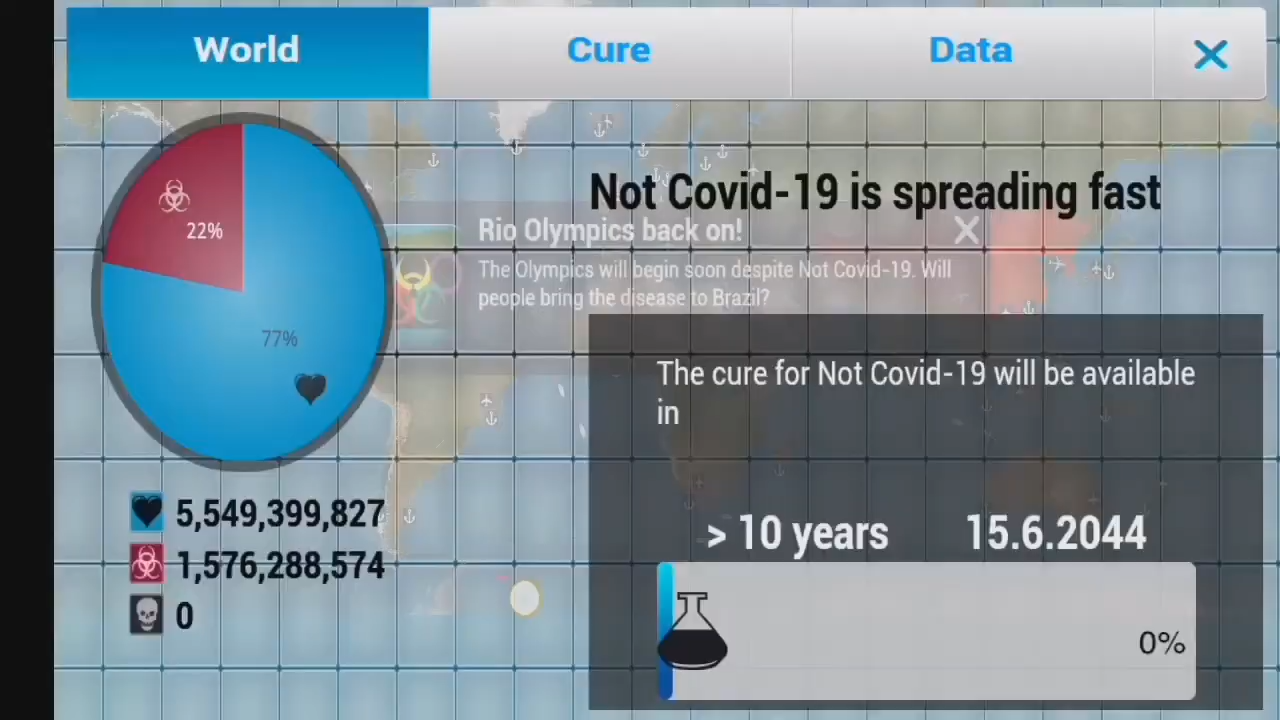 World
Cure
Data
22%
77%
5,549,399,827
1,576,288,574
0
Not Covid-19 is spreading fast
Rio Olympics back on!
The Olympics will begin soon despite Not Covid-19. Will
people bring the disease to Brazil?
The cure for Not Covid-19 will be available
in
> 10 years
15.6.2044
0%